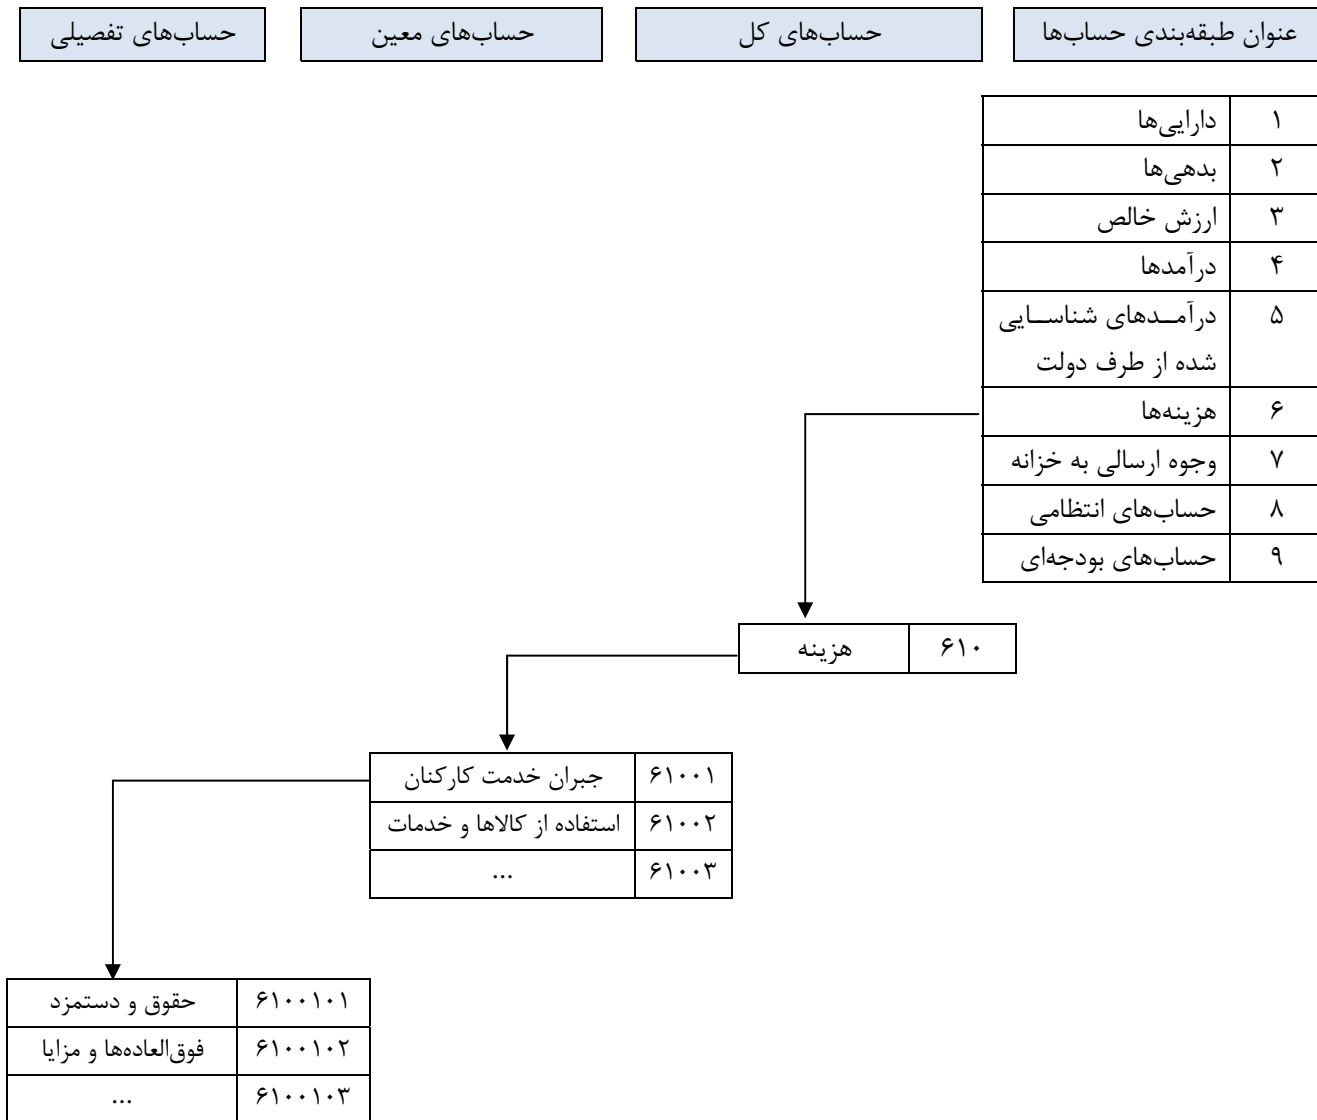 عنوان طبقه‌بندی حساب‌ها
حساب‌های کل
حساب‌های معین
حساب‌های تفصیلی
۱ دارایی‌ها
۲ بدهی‌ها
۳ ارزش خالص
۴ درآمدها
۵ درآمــدهای شناســایی
شده از طرف دولت
۶ هزینه‌ها
۷ وجوه ارسالی به خزانه
۸ حساب‌های انتظامی
۹ حساب‌های بودجه‌ای
۶۱۰ هزینه
۶۱۰۰۱ جبران خدمت کارکنان
۶۱۰۰۲ استفاده از کالاها و خدمات
۶۱۰۰۳ ...
۶۱۰۰۱۰۱ حقوق و دستمزد
۶۱۰۰۱۰۲ فوق‌العاده‌ها و مزایا
۶۱۰۰۱۰۳ ...